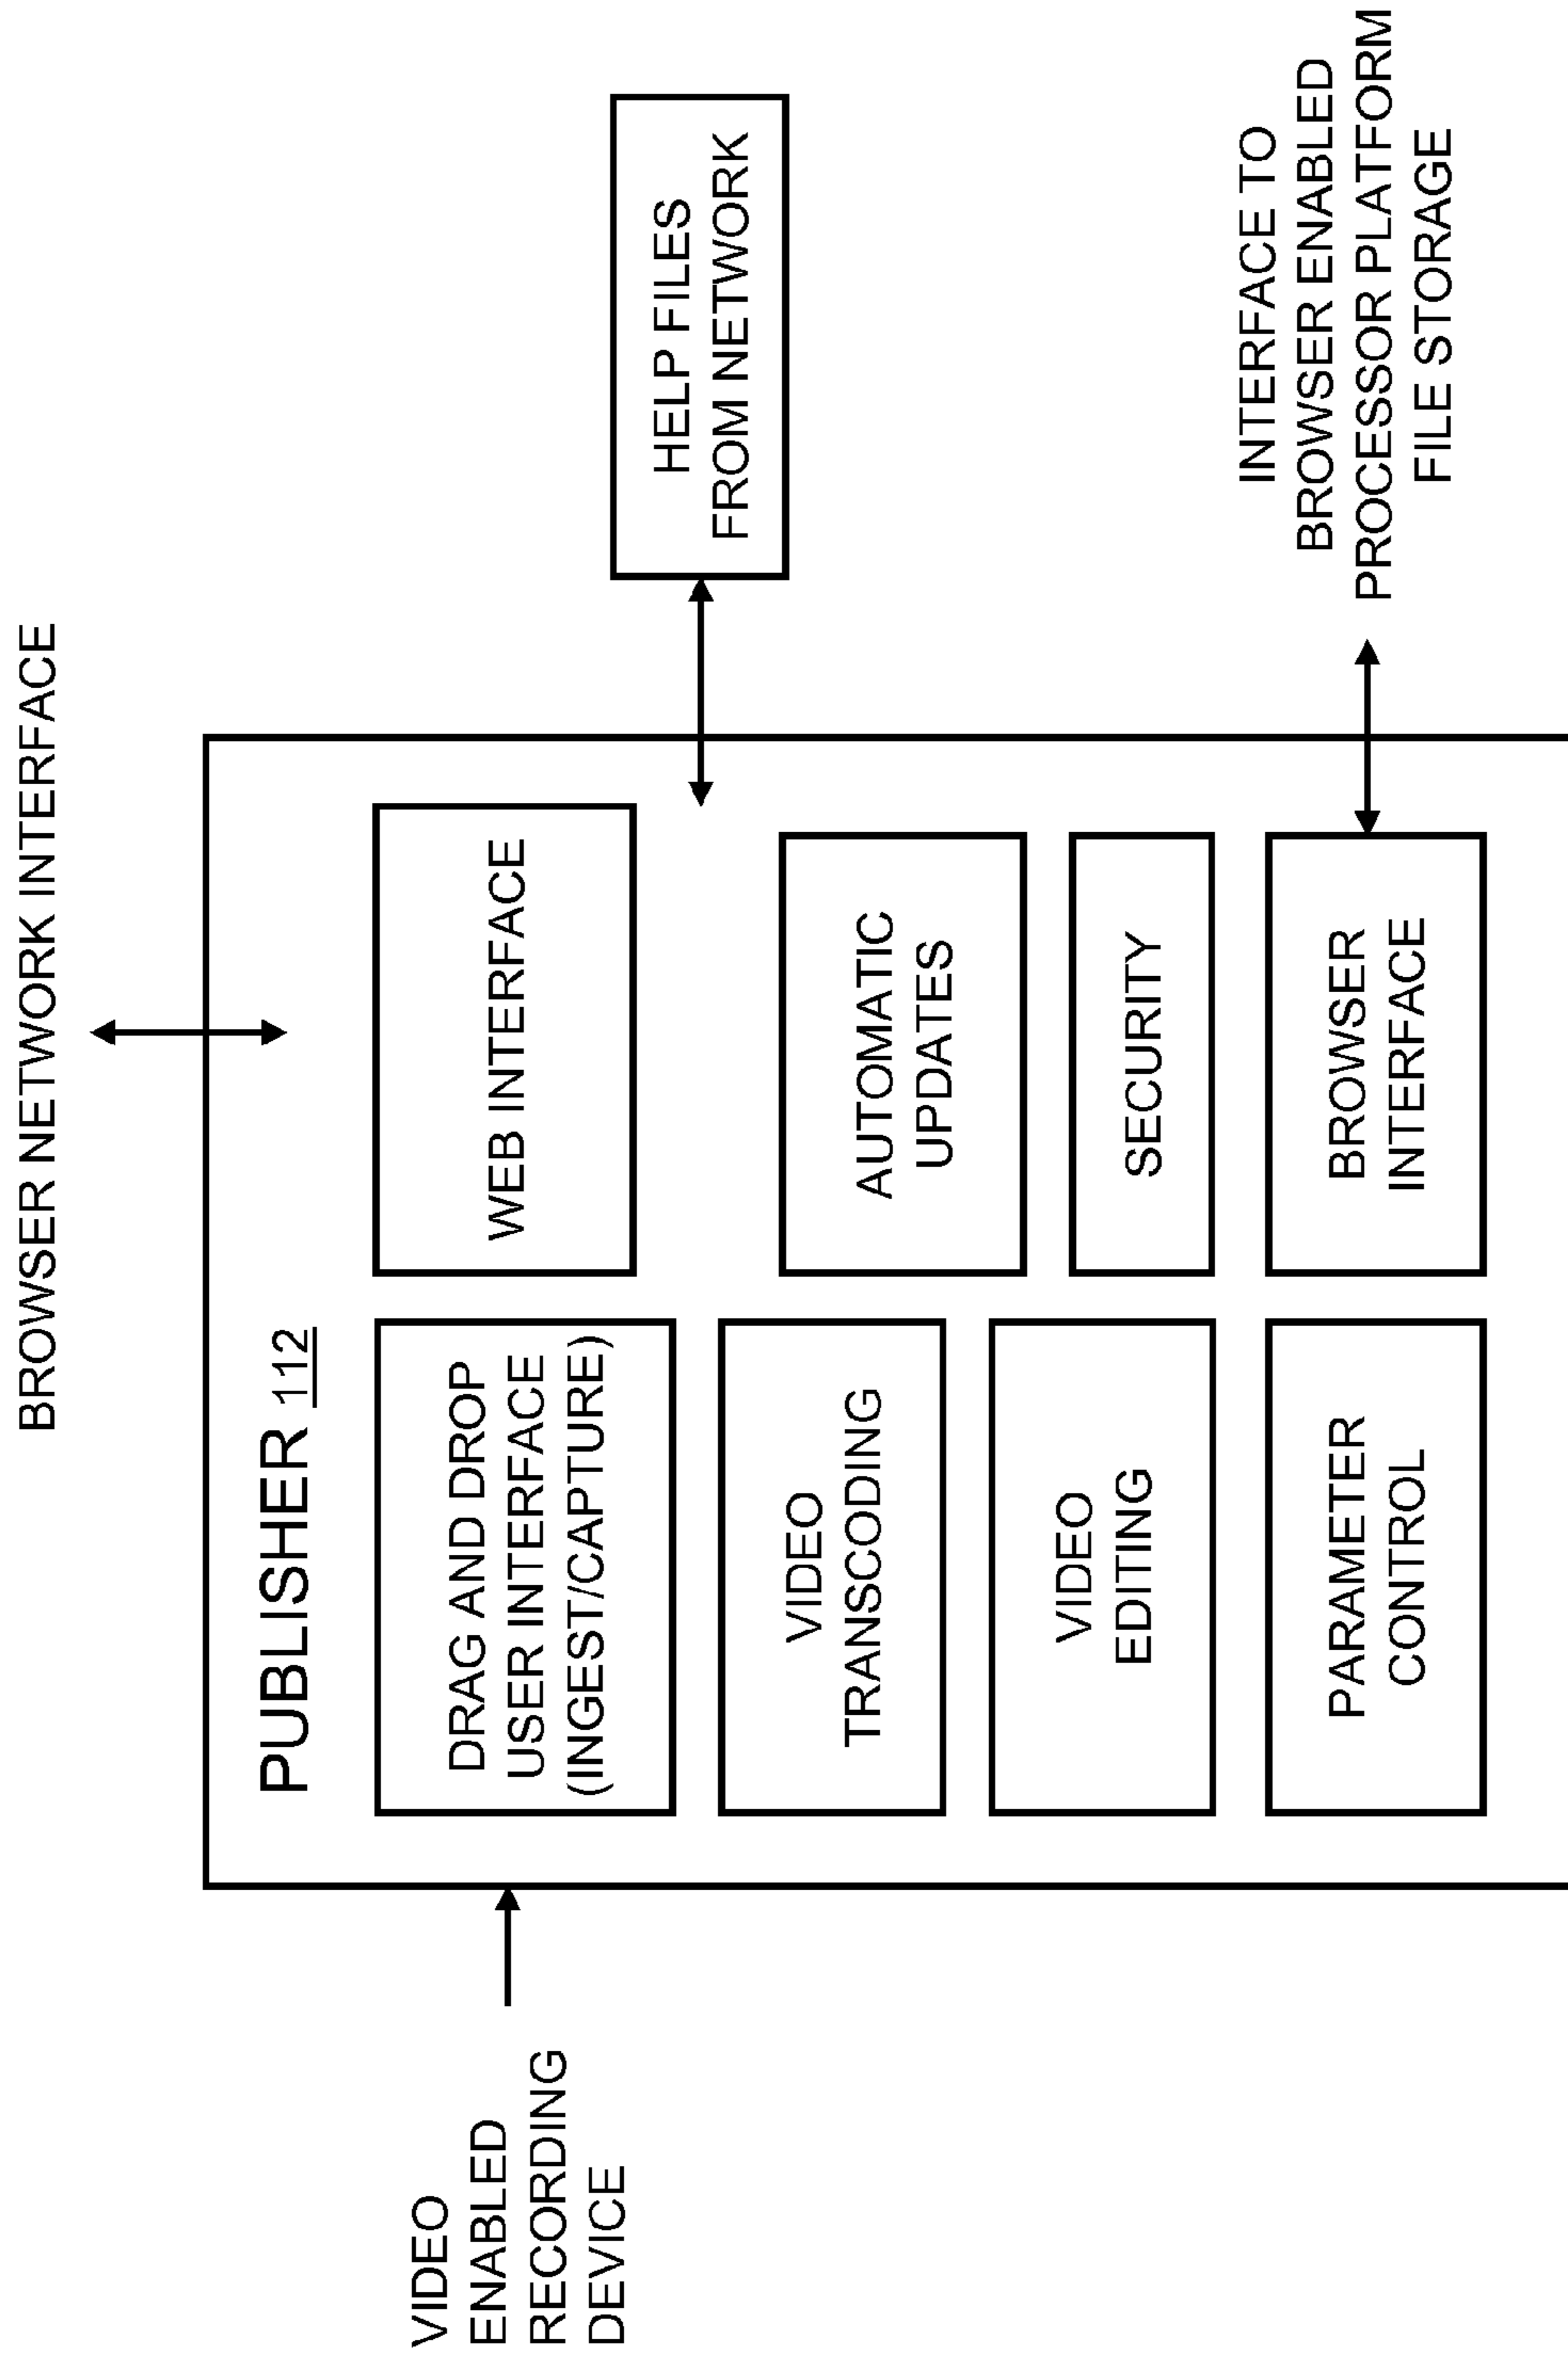 BROWSER NETWORK INTERFACE
PUBLISHER 112
VIDEO
ENABLED
RECORDING
DEVICE
DRAG AND DROP
USER INTERFACE
(INGEST/CAPTURE)
WEB INTERFACE
HELP FILES
FROM NETWORK
VIDEO
TRANSCODING
AUTOMATIC
UPDATES
VIDEO
EDITING
SECURITY
PARAMETER
CONTROL
BROWSER
INTERFACE
INTERFACE TO
BROWSER ENABLED
PROCESSOR PLATFORM
FILE STORAGE